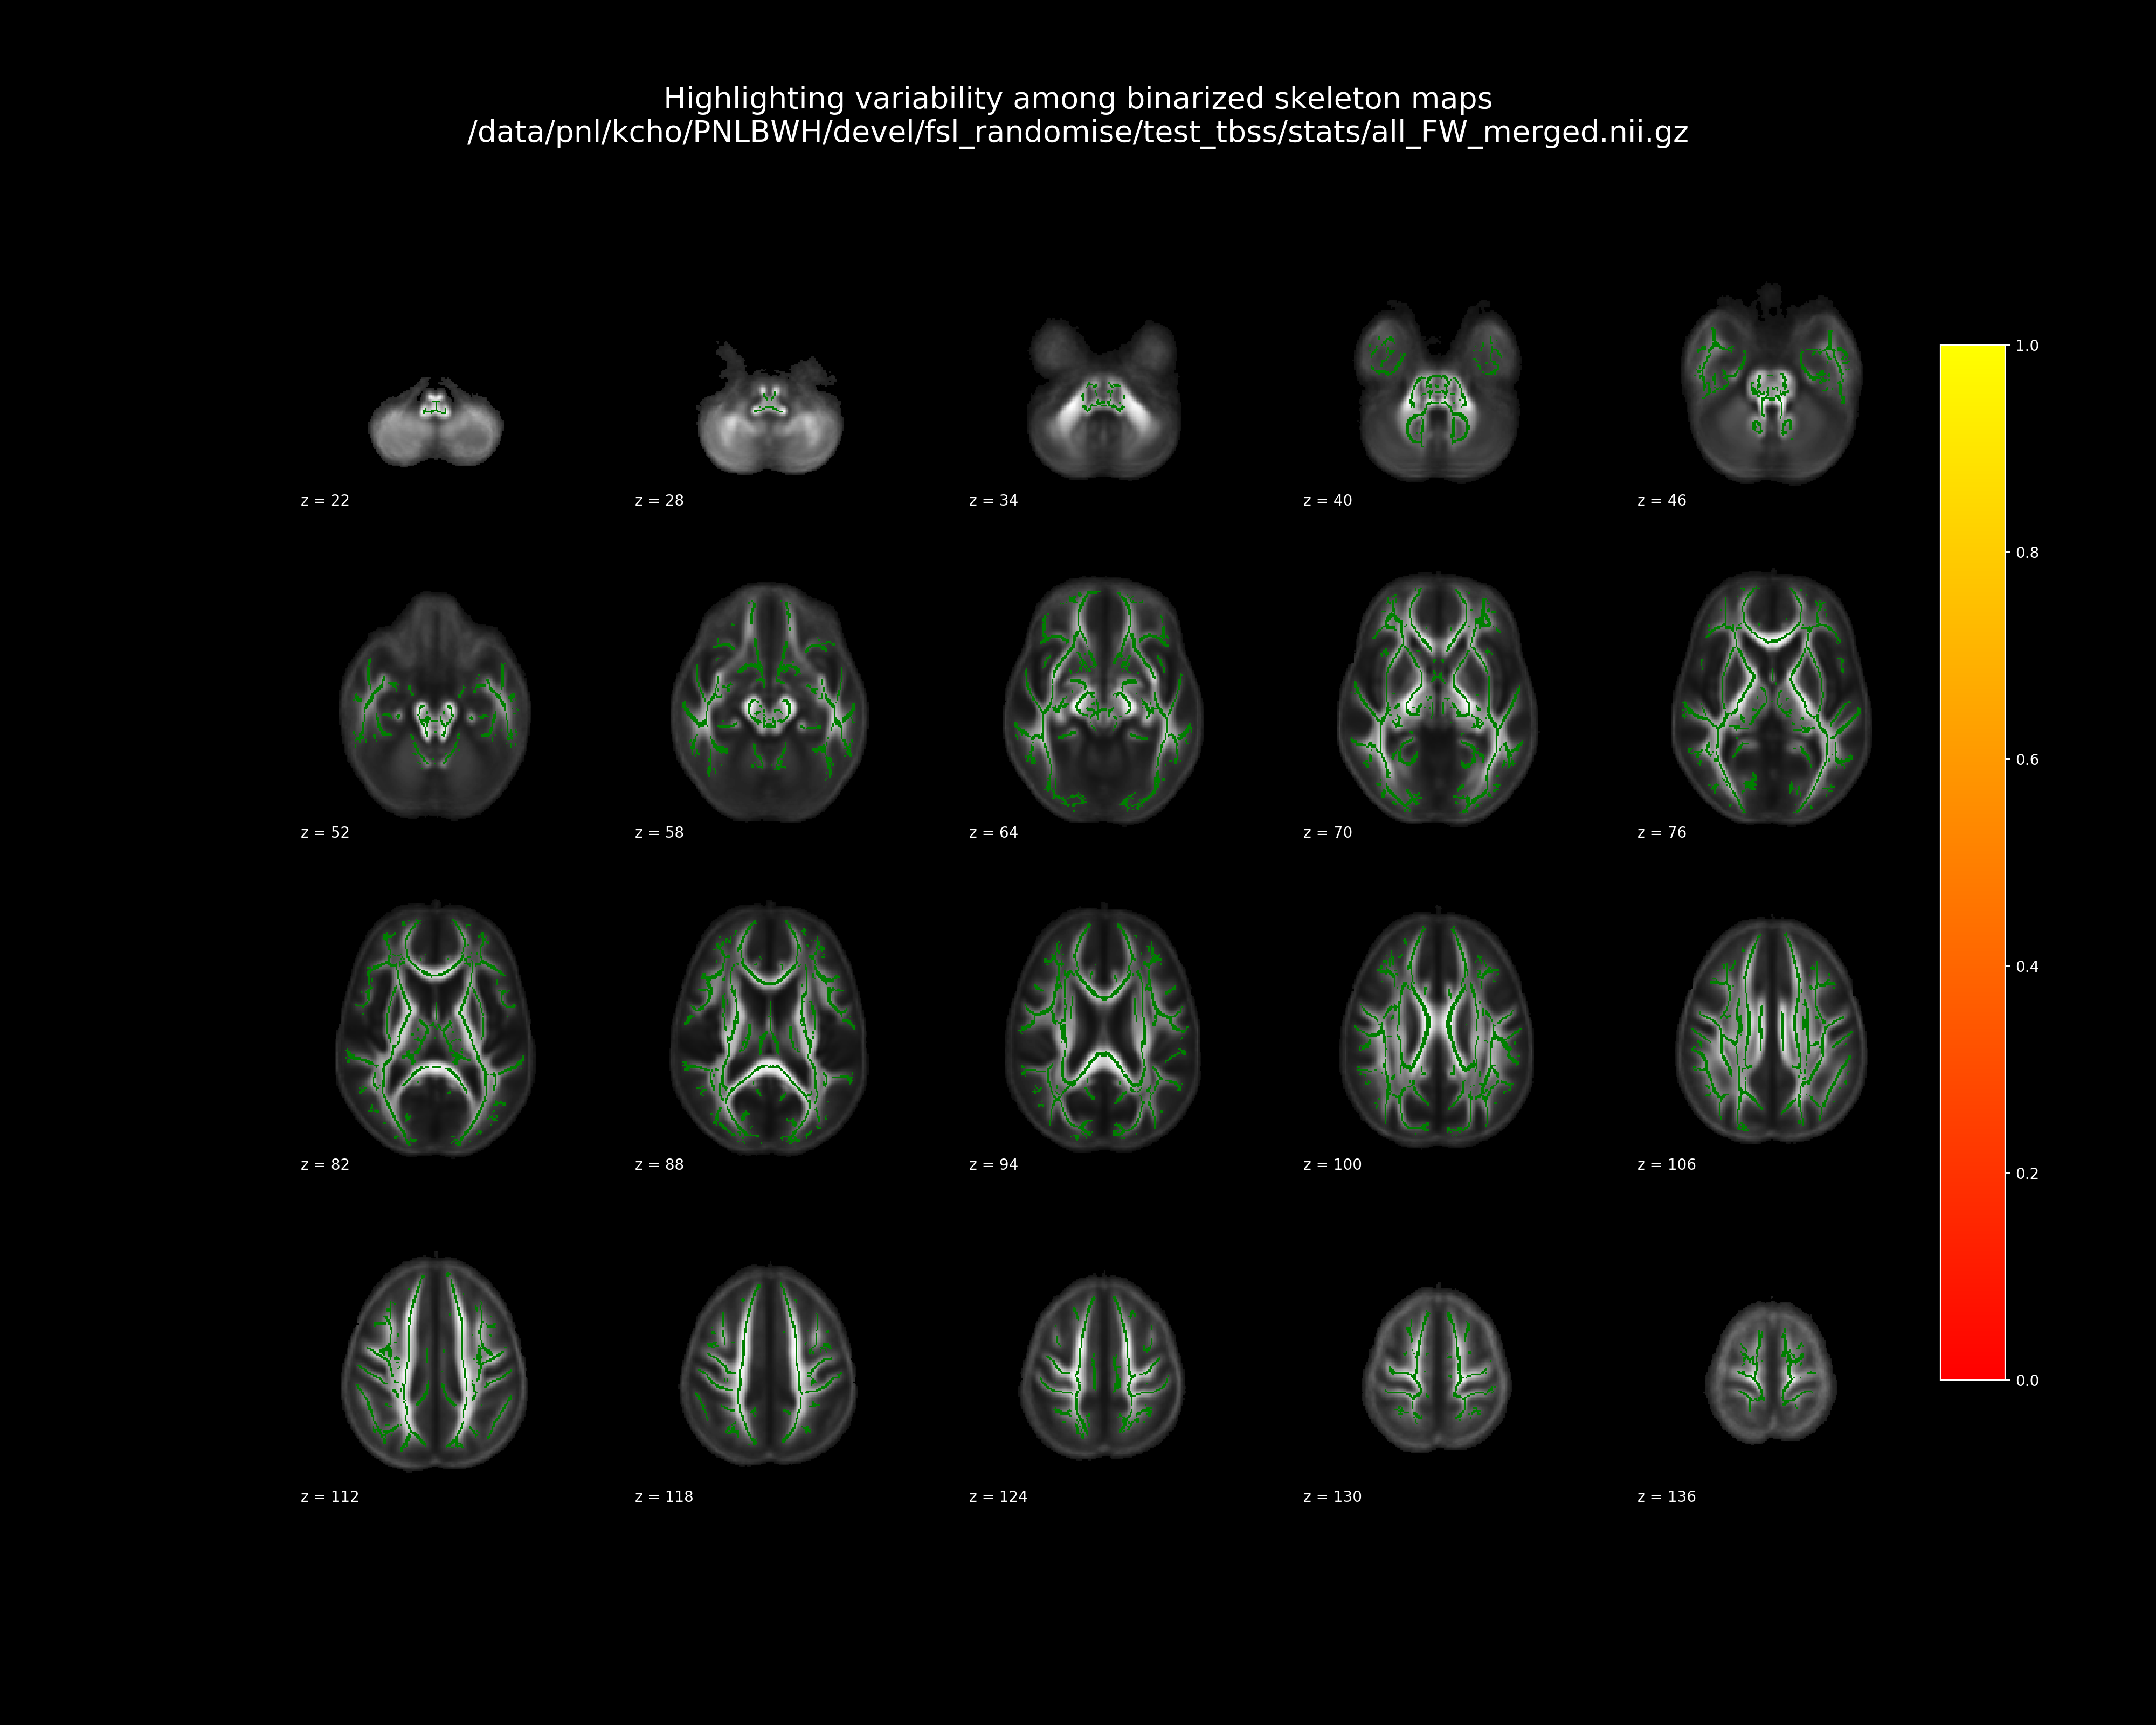 Highlighting variability among binarized skeleton maps
/data/pnl/kcho/PNLBWH/devel/fsl_randomise/test_tbss/stats/all_FW_merged.nii.gz
z = 22
z = 28
z = 34
z = 40
z = 46
z = 52
z = 58
z = 64
z = 70
z = 76
z = 82
z = 88
z = 94
z = 100
z = 106
z = 112
z = 118
z = 124
z = 130
z = 136
1.0
0.8
0.6
0.4
0.2
0.0